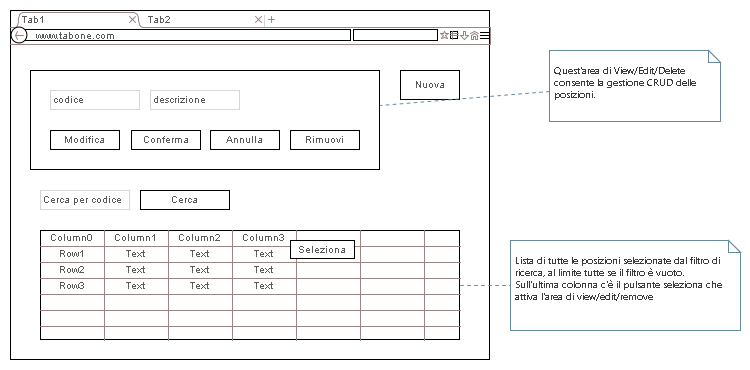 Tab1 Tab2
www.tabone.com
Nuova
codice descrizione
Modifica Conferma Annulla Rimuovi
Quest'area di View/Edit/Delete
consente la gestione CRUD delle
posizioni.
Cerca per codice Cerca
Column0 Column1 Column2 Column3
Seleziona
Row1 Text Text Text
Row2 Text Text Text
Row3 Text Text Text
Lista di tutte le posizioni selezionate dal filtro di
ricerca, al limite tutte se il filtro è vuoto.
Sull'ultima colonna c'è il pulsante seleziona che
attiva l'area di view/edit/remove